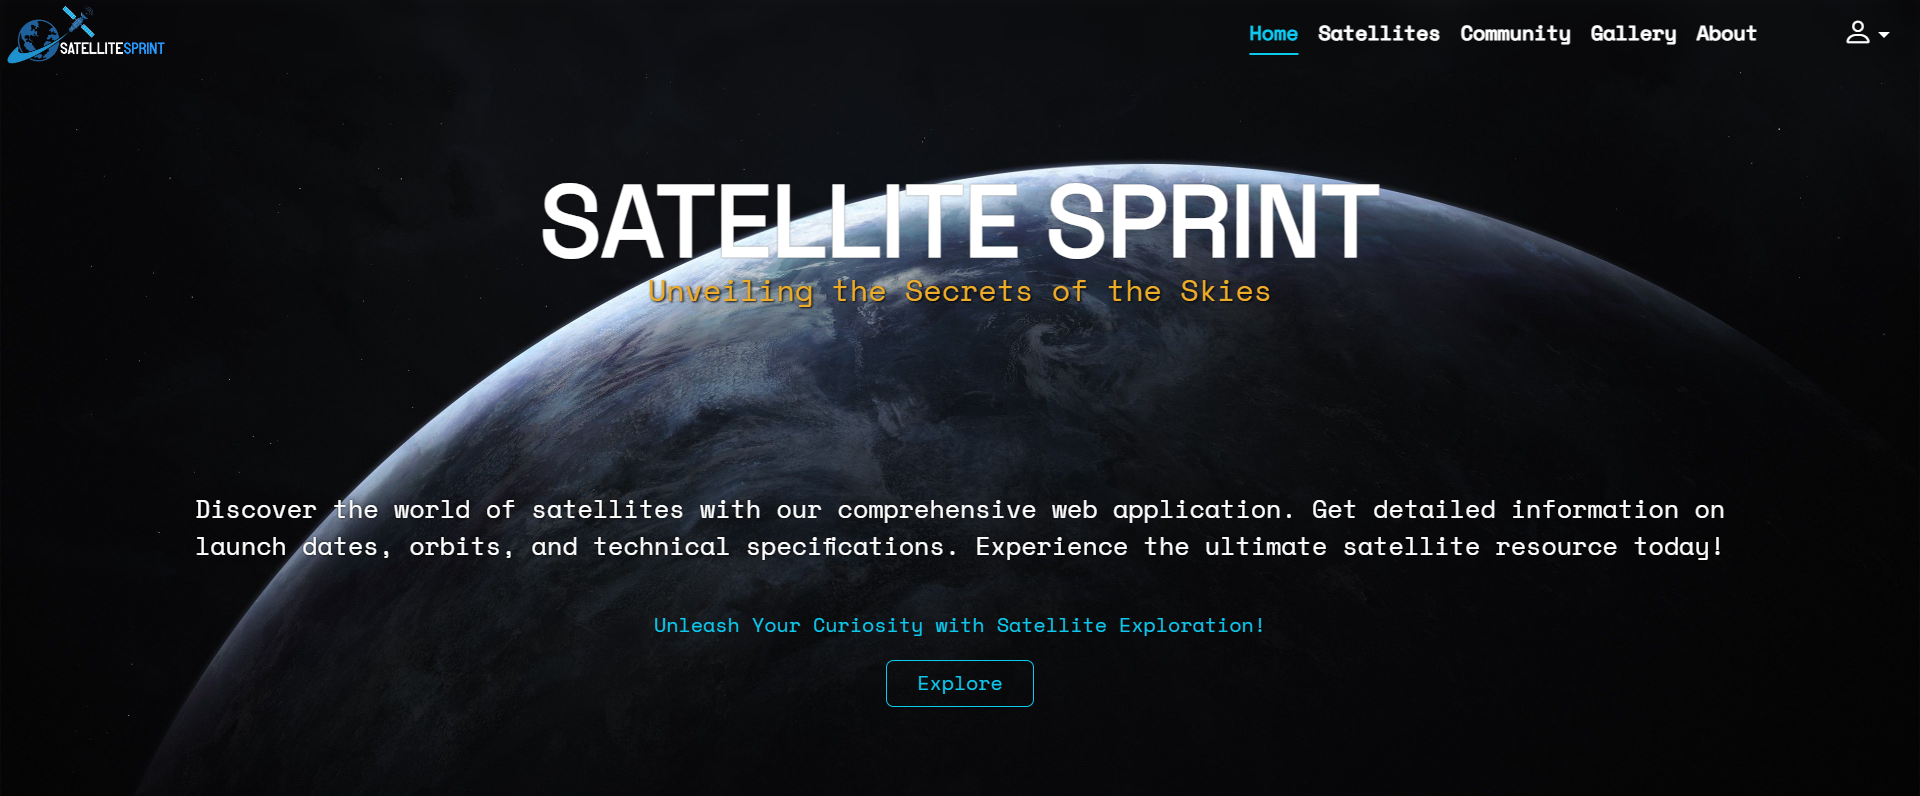 SATELLITESPRINT
Home Satellites Community Gallery About
SATELLITE SPRINT
Unveiling the Secrets of the Skies
Discover the world of satellites with our comprehensive web application. Get detailed information on
launch dates, orbits, and technical specifications. Experience the ultimate satellite resource today!
Unleash Your Curiosity with Satellite Exploration!
Explore